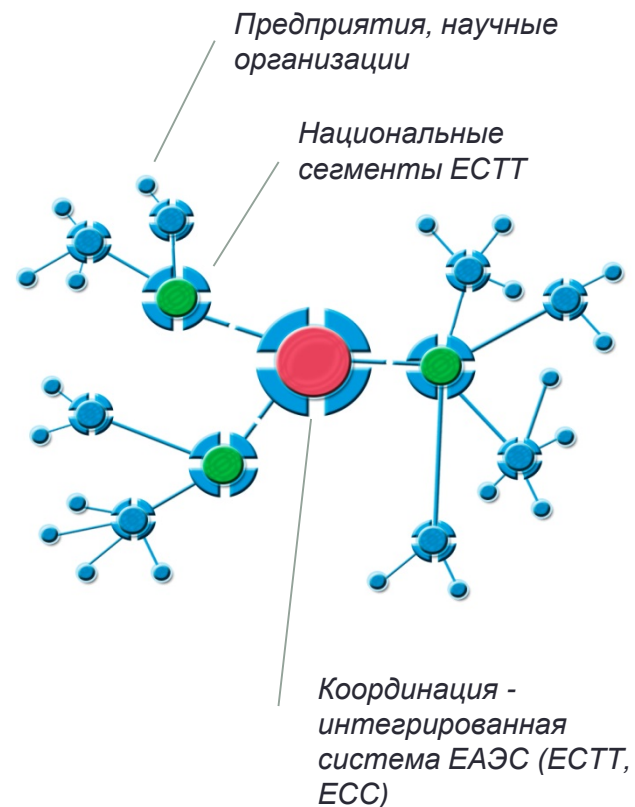 Предприятия, научные
организации
Национальные
сегменты ЕСТТ
Координация -
интегрированная
система ЕАЭС (ЕСТТ,
ЕСС)